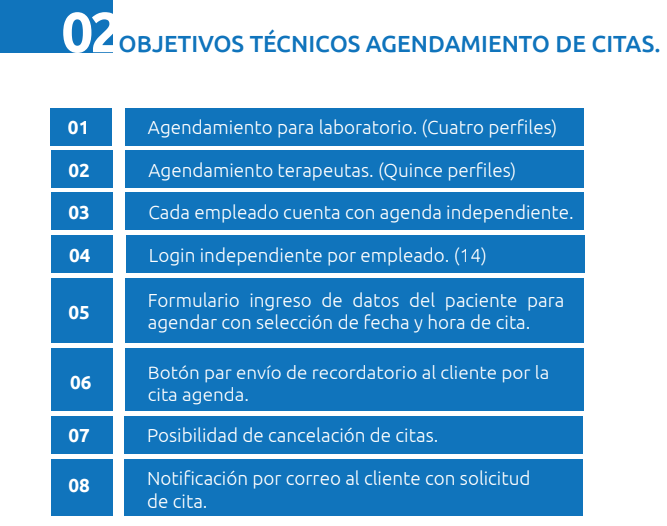 02 OBJETIVOS TÉCNICOS AGENDAMIENTO DE CITAS.
01 Agendamiento para laboratorio. (Cuatro perfiles)
02 Agendamiento terapeutas. (Quince perfiles)
03 Cada empleado cuenta con agenda independiente.
04 Login independiente por empleado. (14)
05 Formulario ingreso de datos del paciente para
agendar con selección de fecha y hora de cita.
06 Botón par envío de recordatorio al cliente por la
cita agenda.
07 Posibilidad de cancelación de citas.
08 Notificación por correo al cliente con solicitud
de cita.